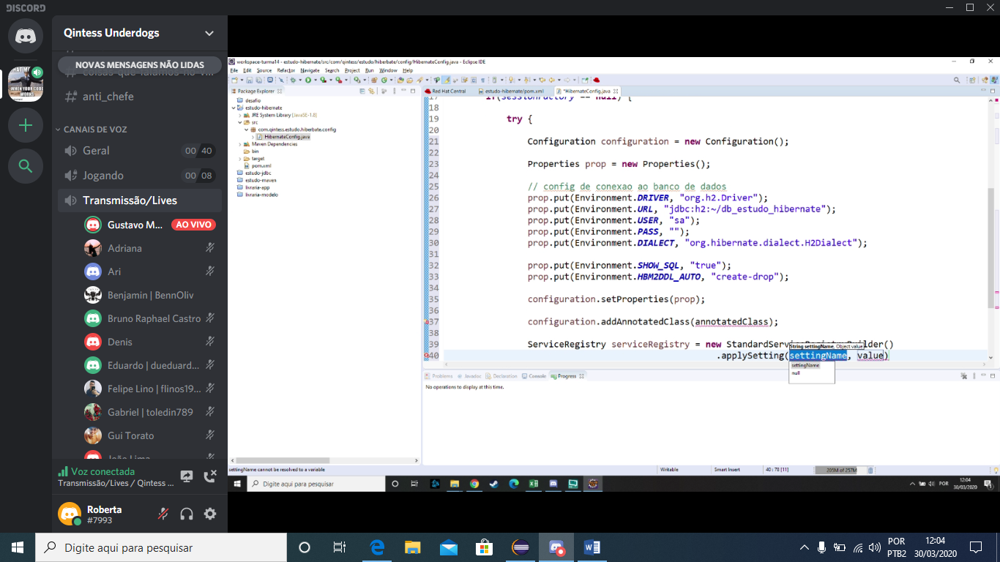 DISCORD
Qintess Underdogs
NOVAS MENSAGENS NÃO LIDAS
anti_chefe
CANAIS DE VOZ
Geral
00 40
Jogando
00 08
Transmissão/Lives
Gustavo M...
AO VIVO
Adriana
Ari
Benjamin | BennOliv
Bruno Raphael Castro
Denis
Eduardo | dueduard...
Felipe Lino | flinos19...
Gabriel | toledin789
Gui Torato
João Lima
Voz conectada
Transmissão/Lives / Qintess ...
Roberta
#7993
workspace-turma14 - estudo-hibernate/src/com/qintess/estudo/hiberbate/config/HibernateConfig.java - Eclipse IDE
File Edit Source Refactor Navigate Search Project Run Window Help
Package Explorer
desafio
estudo-hibernate
JRE System Library [JavaSE-1.8]
src
com.qintess.estudo.hiberbate.config
HibernateConfig.java
Maven Dependencies
bin
target
pom.xml
estudo-jdbc
estudo-maven
livraria-app
livraria-modelo
Red Hat Central
estudo-hibernate/pom.xml
*HibernateConfig.java
17 if(sessionFactory == null) {
18
19 try {
20
21 Configuration configuration = new Configuration();
22
23 Properties prop = new Properties();
24
25 // config de conexao ao banco de dados
26 prop.put(Environment.DRIVER, "org.h2.Driver");
27 prop.put(Environment.URL, "jdbc:h2:~/db_estudo_hibernate");
28 prop.put(Environment.USER, "sa");
29 prop.put(Environment.PASS, "");
30 prop.put(Environment.DIALECT, "org.hibernate.dialect.H2Dialect");
31
32 prop.put(Environment.SHOW_SQL, "true");
33 prop.put(Environment.HBM2DDL_AUTO, "create-drop");
34
35 configuration.setProperties(prop);
36
37 configuration.addAnnotatedClass(annotatedClass);
38
39 ServiceRegistry serviceRegistry = new StandardServiceRegistryBuilder()
String settingName, Object value
40 .applySetting(settingName, value)
settingName
null
Problems
Javadoc
Declaration
Console
Progress
No operations to display at this time.
settingName cannot be resolved to a variable
Writable
Smart Insert
40 : 78 [11]
205M of 257M
Digite aqui para pesquisar
POR
12:04
30/03/2020
Digite aqui para pesquisar
POR
PTB2
12:04
30/03/2020